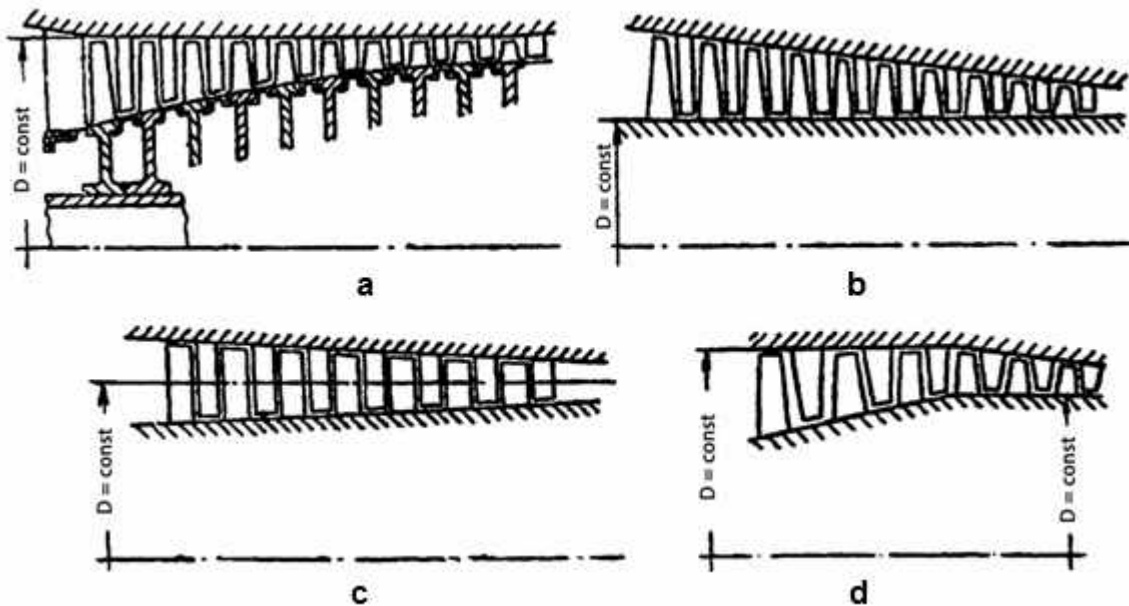 D = const
D = const
a
b
D = const
D = const
D = const
c
d